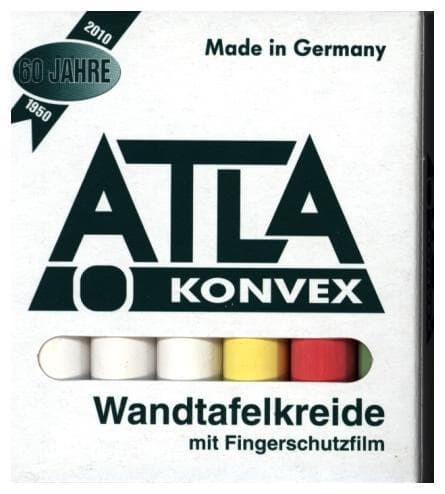 2010
60 JAHRE
1950
Made in Germany
ATLA
KONVEX
Wandtafelkreide
mit Fingerschutzfilm